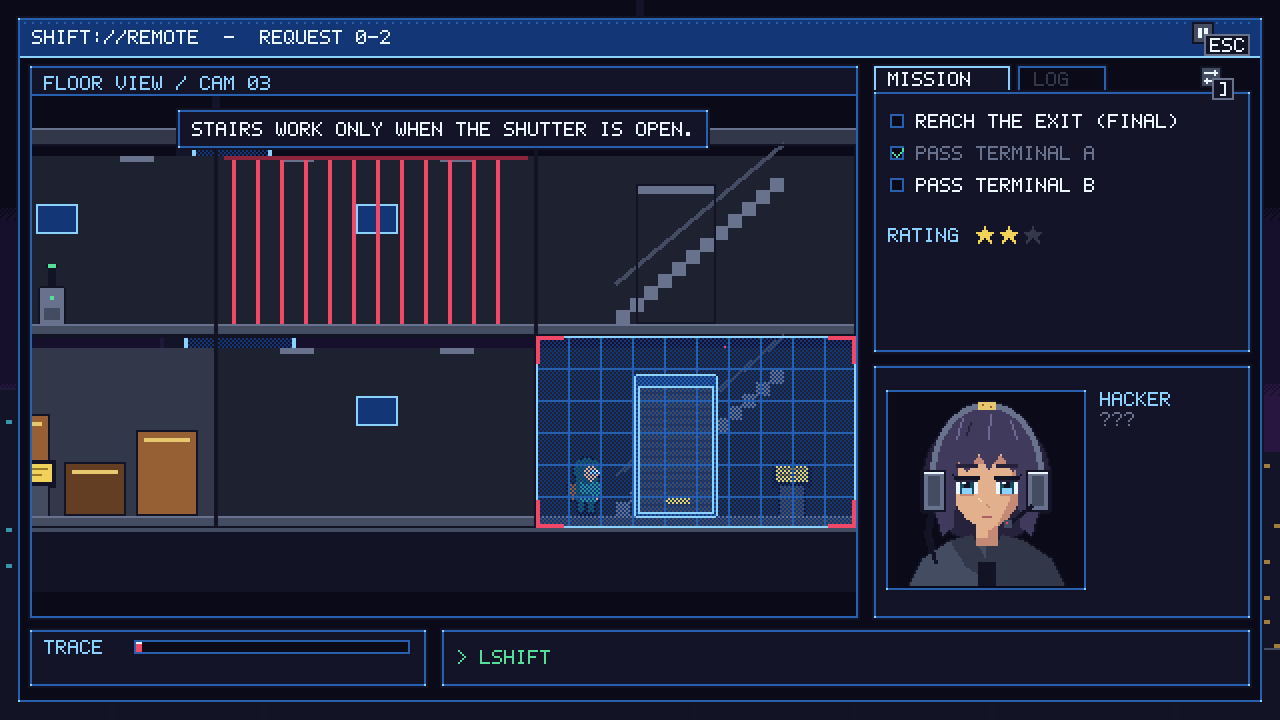 SHIFT://REMOTE - REQUEST 0-2
ESC
FLOOR VIEW / CAM 03
STAIRS WORK ONLY WHEN THE SHUTTER IS OPEN.
MISSION
LOG
]
REACH THE EXIT (FINAL)
PASS TERMINAL A
PASS TERMINAL B
RATING
HACKER
???
TRACE
> LSHIFT